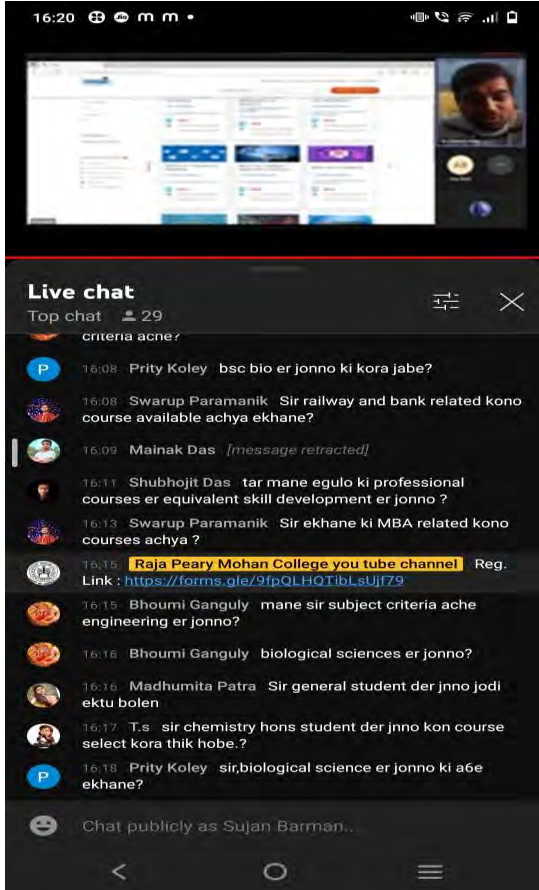 16:20
Live chat
Top chat 29
criteria ache?
P 16:08 Prity Koley bsc bio er jonno ki kora jabe?
16:08 Swarup Paramanik Sir railway and bank related kono
course available achya ekhane?
16:09 Mainak Das [message retracted]
16:11 Shubhojit Das tar mane egulo ki professional
courses er equivalent skill development er jonno ?
16:13 Swarup Paramanik Sir ekhane ki MBA related kono
courses achya ?
16:15 Raja Peary Mohan College you tube channel Reg.
Link : https://forms.gle/9fpQLHQTibLsUjf79
16:15 Bhoumi Ganguly mane sir subject criteria ache
engineering er jonno?
16:16 Bhoumi Ganguly biological sciences er jonno?
16:16 Madhumita Patra Sir general student der jnno jodi
ektu bolen
16:17 T.s sir chemistry hons student der jnno kon course
select kora thik hobe.?
P 16:18 Prity Koley sir,biological science er jonno ki a6e
ekhane?
Chat publicly as Sujan Barman..